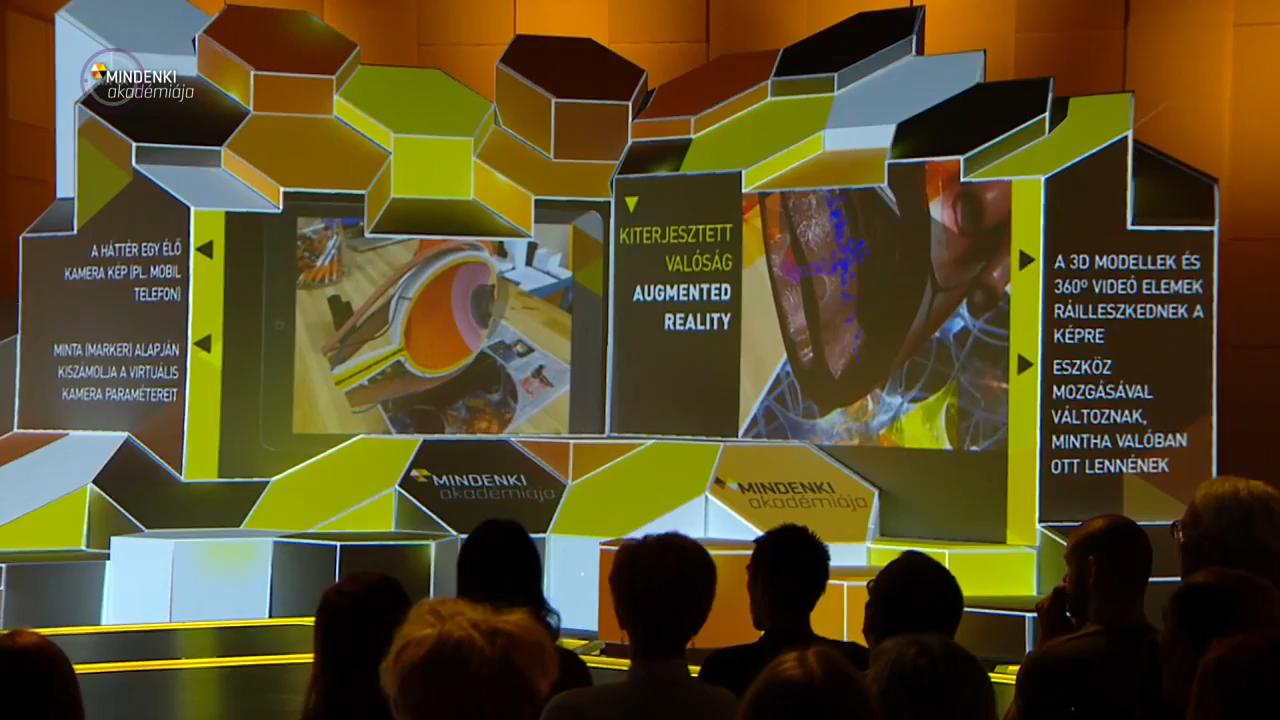 MINDENKI
akadémiája
A HÁTTÉR EGY ÉLŐ
KAMERA KÉP (PL. MOBIL
TELEFON)
MINTA (MARKER) ALAPJÁN
KISZÁMOLJA A VIRTUÁLIS
KAMERA PARAMÉTEREIT
KITERJESZTETT
VALÓSÁG
AUGMENTED
REALITY
A 3D MODELLEK ÉS
360º VIDEÓ ELEMEK
RÁILLESZKEDNEK A
KÉPRE
ESZKÖZ
MOZGÁSÁVAL
VÁLTOZNAK,
MINTHA VALÓBAN
OTT LENNÉNEK
MINDENKI
akadémiája
MINDENKI
akadémiája